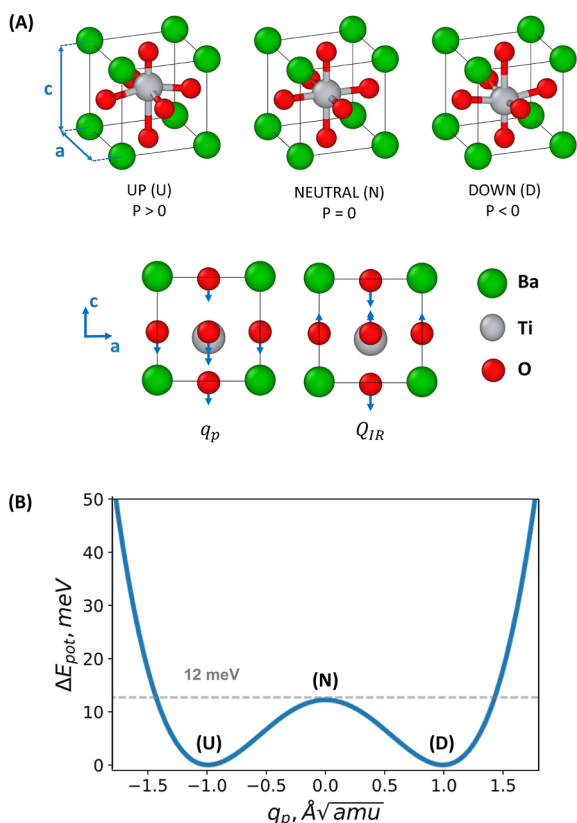 (A)
c
a
UP (U)
P > 0
NEUTRAL (N)
P = 0
DOWN (D)
P < 0
c
a
q_p
Q_IR
Ba
Ti
O
(B)
ΔE_pot, meV
50
40
30
20
10
0
12 meV
(N)
(U)
(D)
−1.5
−1.0
−0.5
0.0
0.5
1.0
1.5
q_p, Å√amu